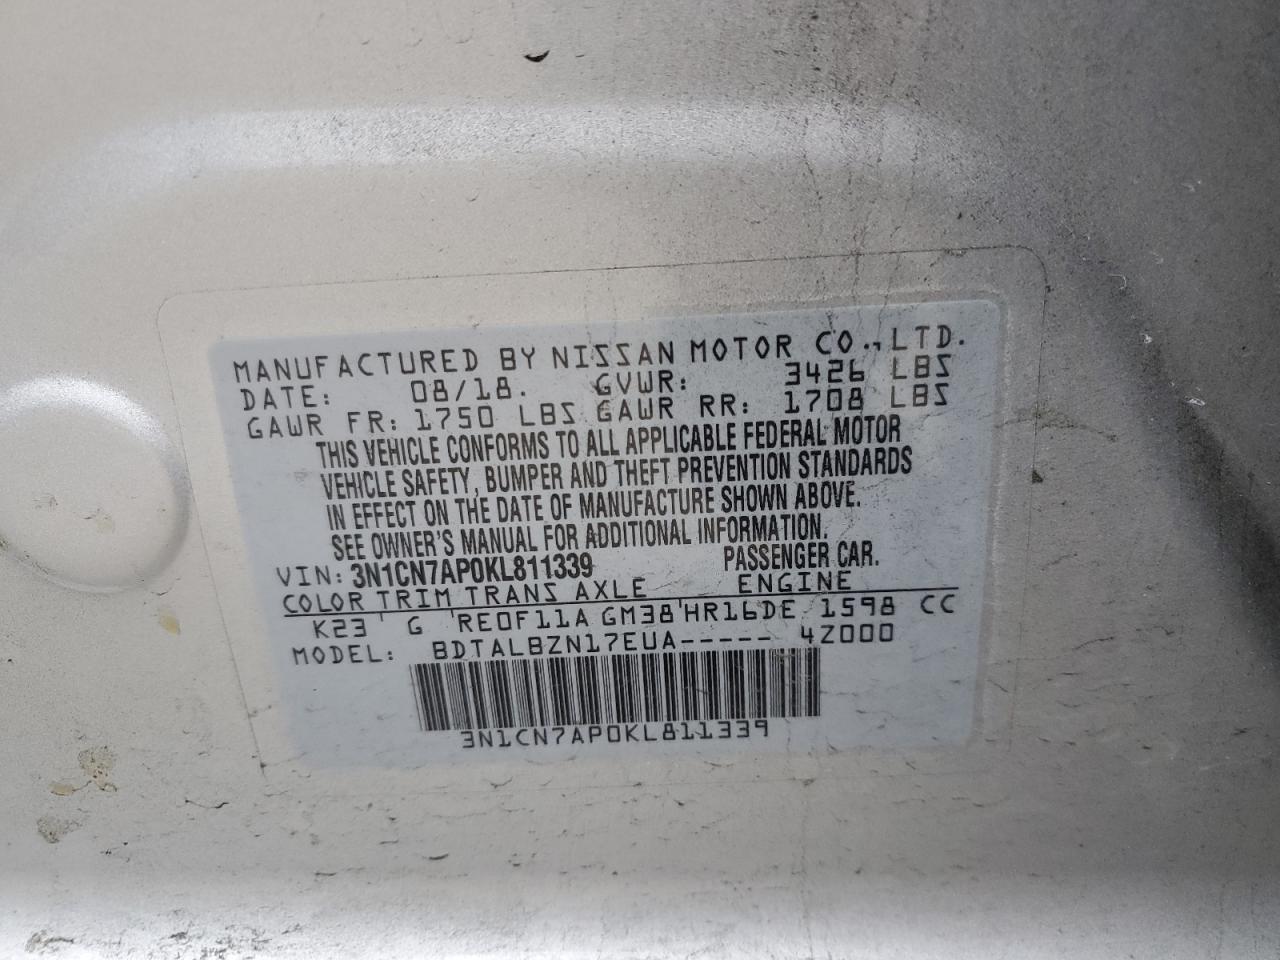 MANUFACTURED BY NISSAN MOTOR CO., LTD.
DATE: 08/18. GVWR: 3426 LBS
GAWR FR: 1750 LBS GAWR RR: 1708 LBS
THIS VEHICLE CONFORMS TO ALL APPLICABLE FEDERAL MOTOR
VEHICLE SAFETY, BUMPER AND THEFT PREVENTION STANDARDS
IN EFFECT ON THE DATE OF MANUFACTURE SHOWN ABOVE.
SEE OWNER'S MANUAL FOR ADDITIONAL INFORMATION.
VIN: 3N1CN7AP0KL811339 PASSENGER CAR.
COLOR TRIM TRANS AXLE ENGINE
K23 ' G 'RE0F11A GM38'HR16DE 1598 CC
MODEL: BDTALBZN17EUA----- 4Z000
3N1CN7AP0KL811339